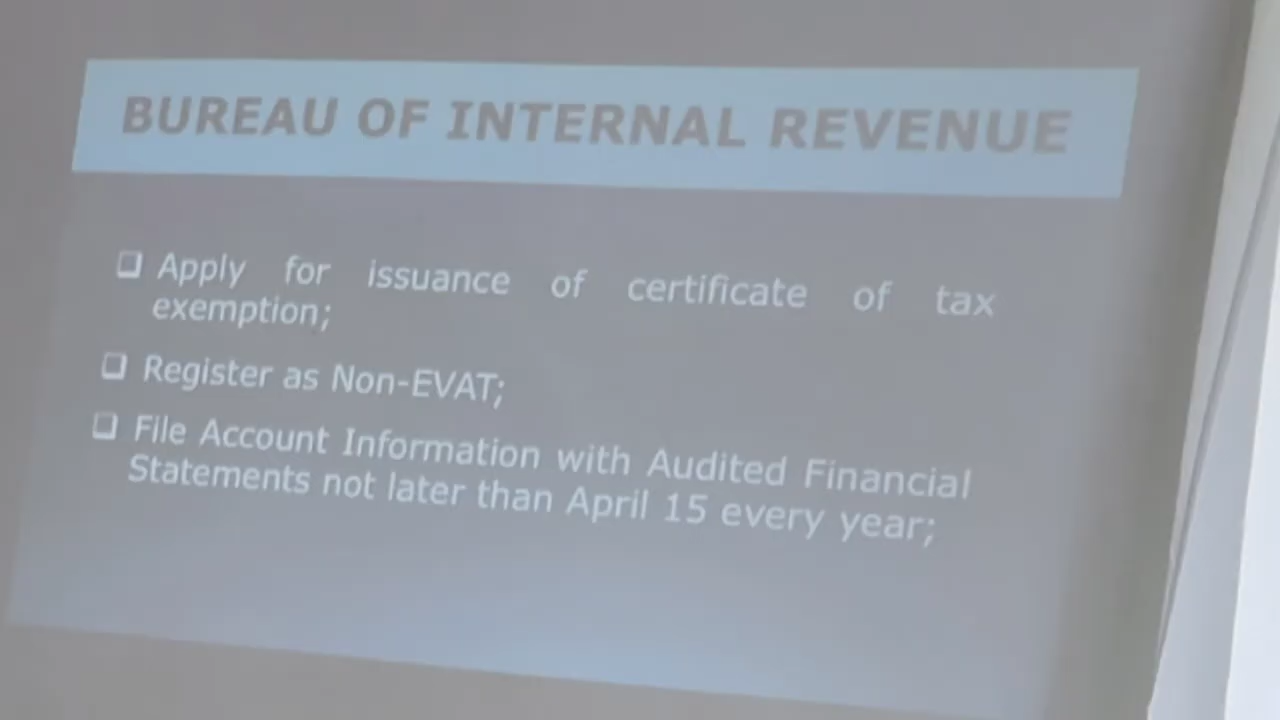 BUREAU OF INTERNAL REVENUE
❑ Apply for issuance of certificate of tax
exemption;
❑ Register as Non-EVAT;
❑ File Account Information with Audited Financial
Statements not later than April 15 every year;